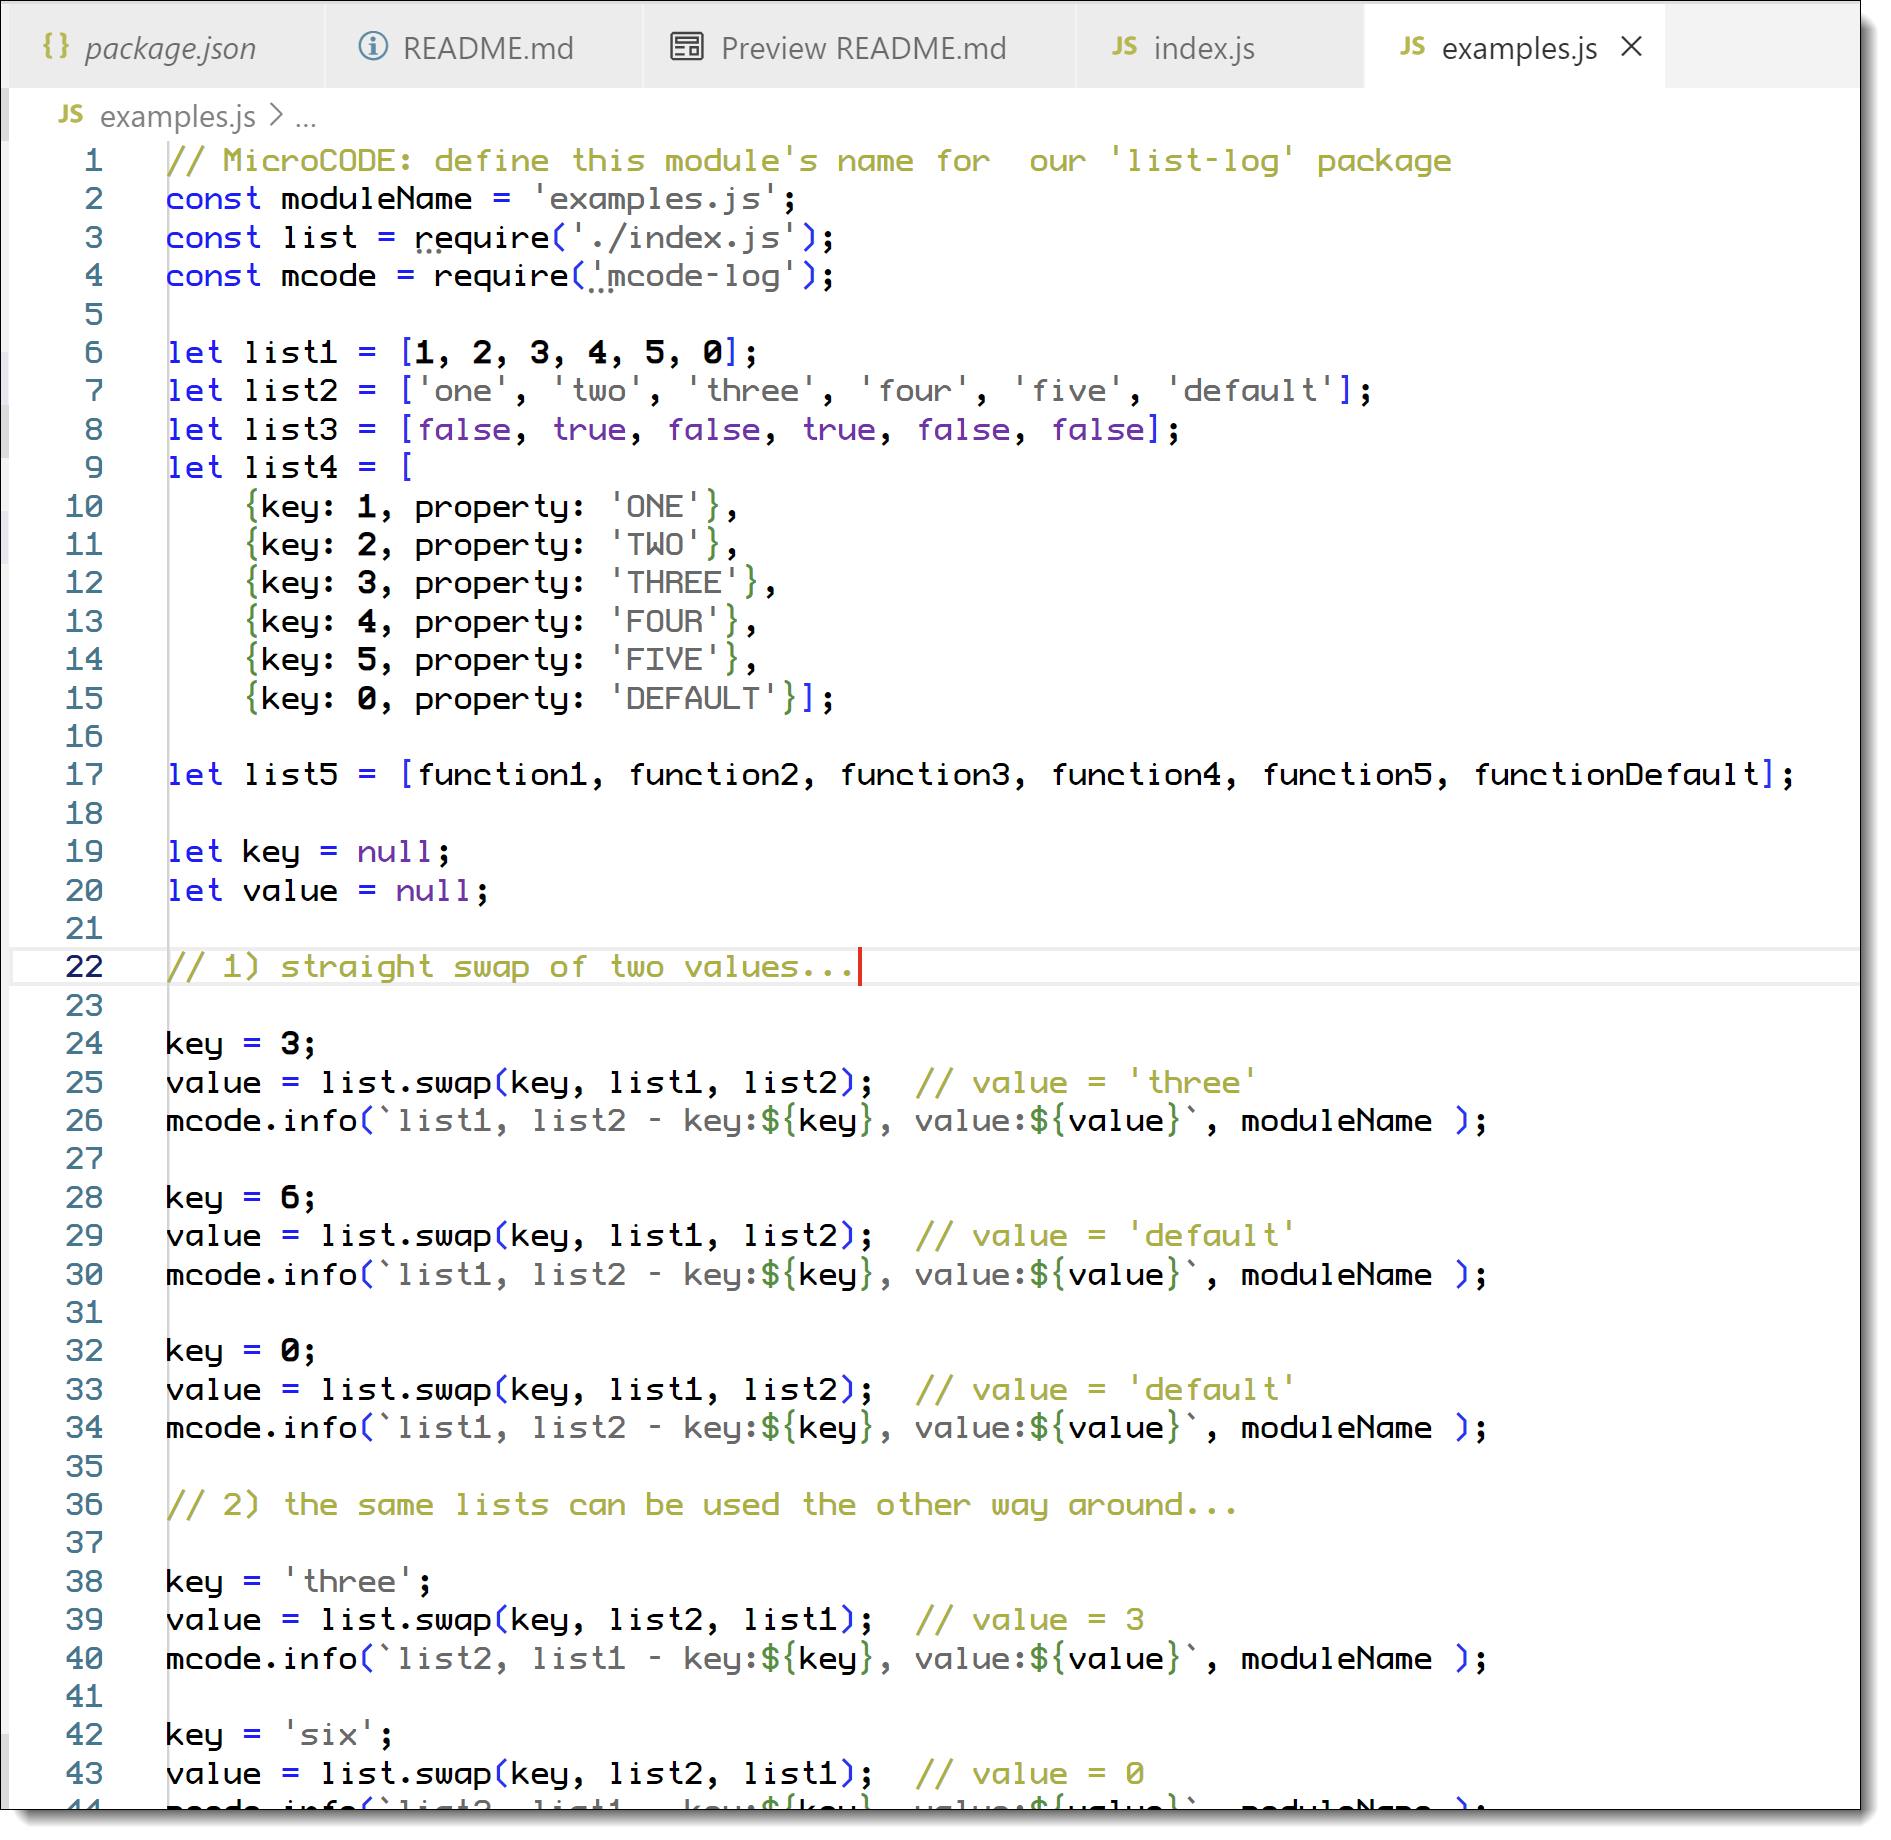 {} package.json README.md Preview README.md JS index.js JS examples.js
JS examples.js > ...
1 // MicroCODE: define this module's name for  our 'list-log' package
2 const moduleName = 'examples.js';
3 const list = require('./index.js');
4 const mcode = require('mcode-log');
5
6 let list1 = [1, 2, 3, 4, 5, 0];
7 let list2 = ['one', 'two', 'three', 'four', 'five', 'default'];
8 let list3 = [false, true, false, true, false, false];
9 let list4 = [
10     {key: 1, property: 'ONE'},
11     {key: 2, property: 'TWO'},
12     {key: 3, property: 'THREE'},
13     {key: 4, property: 'FOUR'},
14     {key: 5, property: 'FIVE'},
15     {key: 0, property: 'DEFAULT'}];
16
17 let list5 = [function1, function2, function3, function4, function5, functionDefault];
18
19 let key = null;
20 let value = null;
21
22 // 1) straight swap of two values...
23
24 key = 3;
25 value = list.swap(key, list1, list2);  // value = 'three'
26 mcode.info(`list1, list2 - key:${key}, value:${value}`, moduleName );
27
28 key = 6;
29 value = list.swap(key, list1, list2);  // value = 'default'
30 mcode.info(`list1, list2 - key:${key}, value:${value}`, moduleName );
31
32 key = 0;
33 value = list.swap(key, list1, list2);  // value = 'default'
34 mcode.info(`list1, list2 - key:${key}, value:${value}`, moduleName );
35
36 // 2) the same lists can be used the other way around...
37
38 key = 'three';
39 value = list.swap(key, list2, list1);  // value = 3
40 mcode.info(`list2, list1 - key:${key}, value:${value}`, moduleName );
41
42 key = 'six';
43 value = list.swap(key, list2, list1);  // value = 0
44 mcode.info(`list2, list1 - key:${key}, value:${value}`, moduleName );